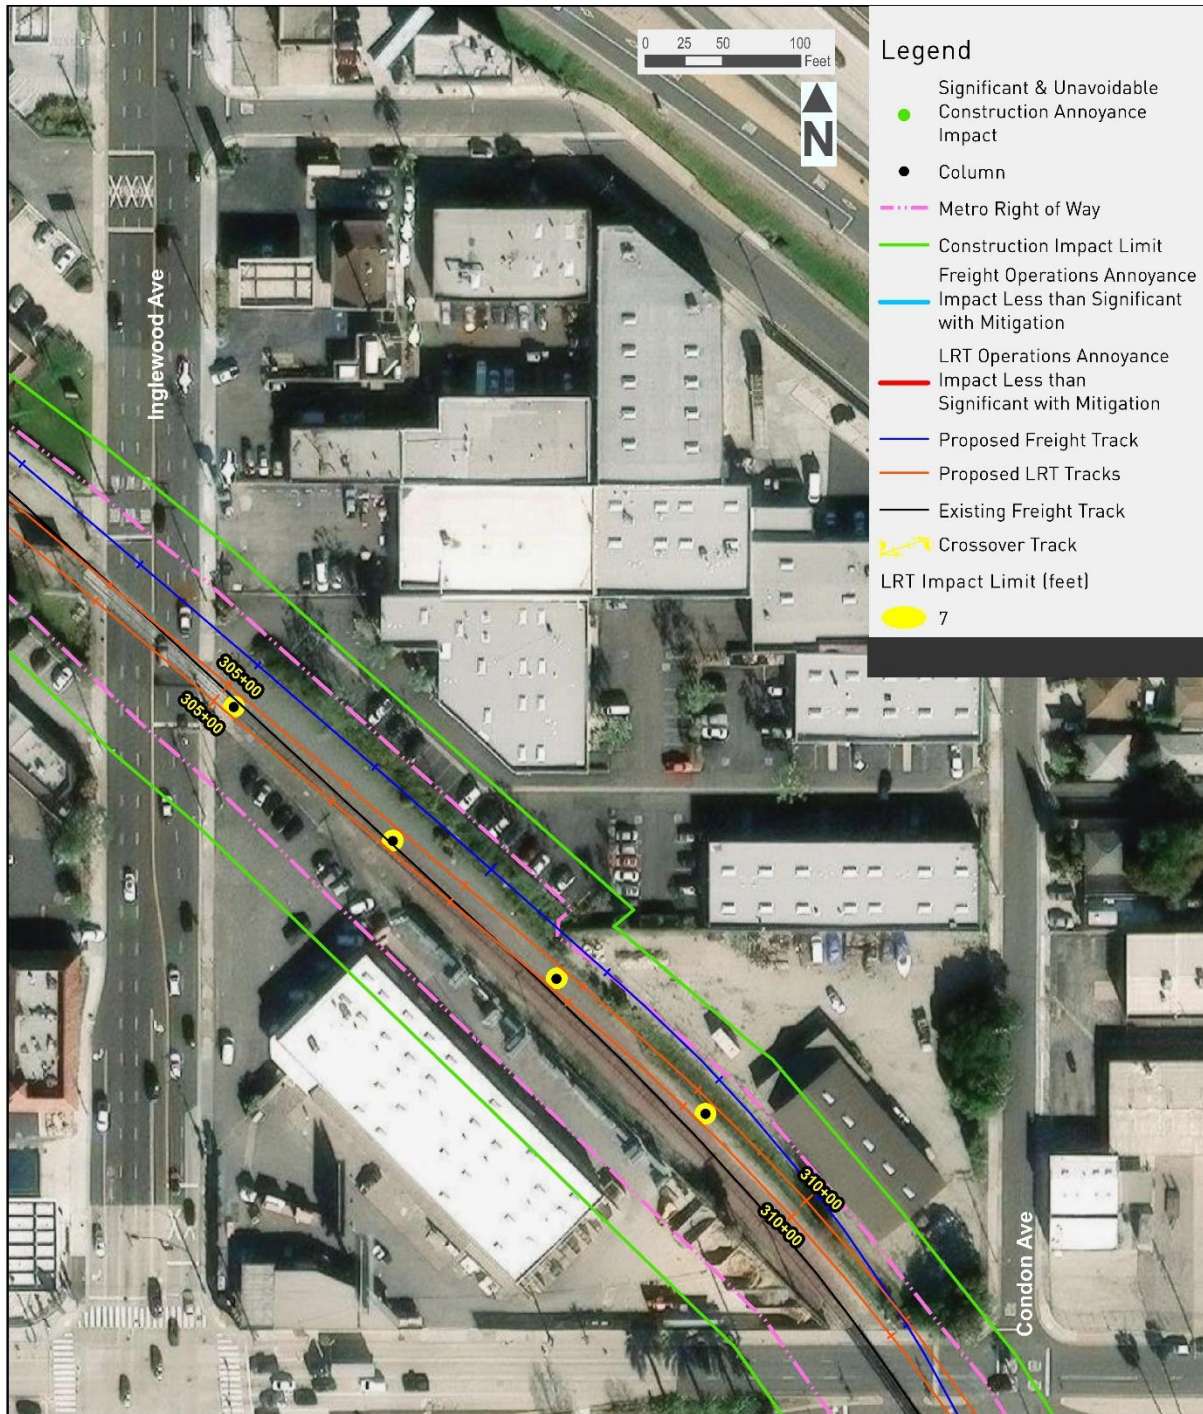 0 25 50 100
Feet
N
Legend
Significant & Unavoidable
Construction Annoyance
Impact
Column
Metro Right of Way
Construction Impact Limit
Freight Operations Annoyance
Impact Less than Significant
with Mitigation
LRT Operations Annoyance
Impact Less than
Significant with Mitigation
Proposed Freight Track
Proposed LRT Tracks
Existing Freight Track
Crossover Track
LRT Impact Limit (feet)
7
Inglewood Ave
305+00
305+00
310+00
310+00
Condon Ave